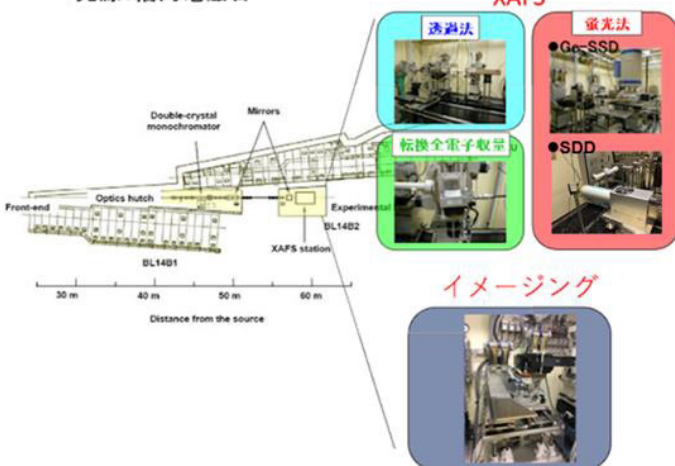 XAFS
透過法
蛍光法
●Ge-SSD
Double-crystal
monochromator
Mirrors
転換全電子収量
●SDD
Front-end
Optics hutch
Experimental
BL14B2
XAFS station
BL14B1
30 m
40 m
50 m
60 m
Distance from the source
イメージング